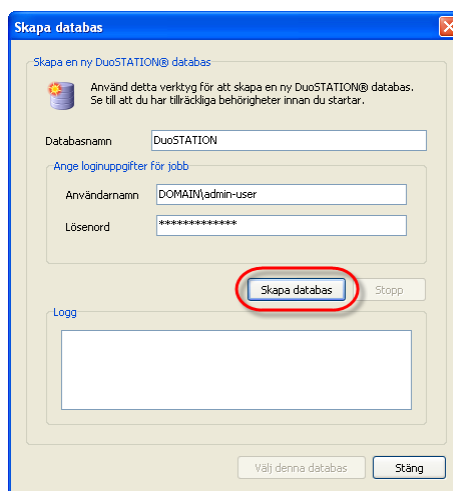 Skapa databas
Skapa en ny DuoSTATION® databas
Använd detta verktyg för att skapa en ny DuoSTATION® databas.
Se till att du har tillräckliga behörigheter innan du startar.
Databasnamn DuoSTATION
Ange loginuppgifter för jobb
Användarnamn DOMAIN\admin-user
Lösenord *************
Skapa databas Stopp
Logg
Välj denna databas Stäng